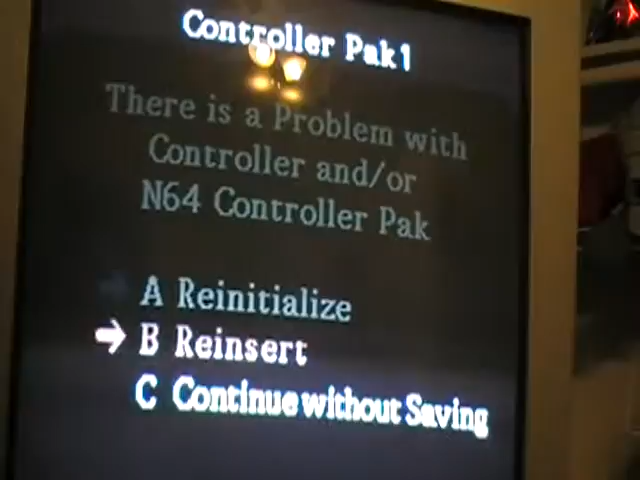 Controller Pak 1
There is a Problem with
Controller and/or
N64 Controller Pak
A Reinitialize
B Reinsert
C Continue without Saving